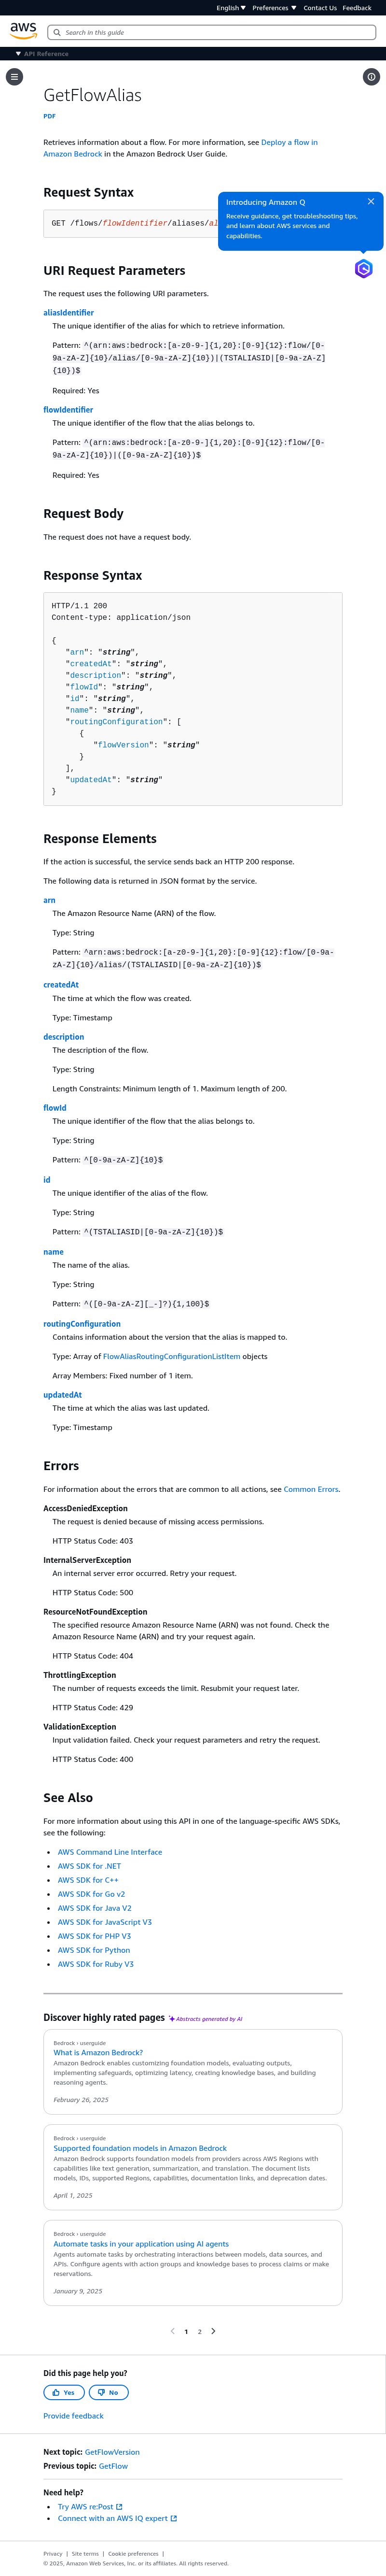 English
Preferences
Contact Us
Feedback
aws
Search in this guide
API Reference
GetFlowAlias
PDF
Retrieves information about a flow. For more information, see Deploy a flow in
Amazon Bedrock in the Amazon Bedrock User Guide.
Request Syntax
GET /flows/flowIdentifier/aliases/al
Introducing Amazon Q
Receive guidance, get troubleshooting tips,
and learn about AWS services and
capabilities.
URI Request Parameters
The request uses the following URI parameters.
aliasIdentifier
The unique identifier of the alias for which to retrieve information.
Pattern: ^(arn:aws:bedrock:[a-z0-9-]{1,20}:[0-9]{12}:flow/[0-
9a-zA-Z]{10}/alias/[0-9a-zA-Z]{10})|(TSTALIASID|[0-9a-zA-Z]
{10})$
Required: Yes
flowIdentifier
The unique identifier of the flow that the alias belongs to.
Pattern: ^(arn:aws:bedrock:[a-z0-9-]{1,20}:[0-9]{12}:flow/[0-
9a-zA-Z]{10})|([0-9a-zA-Z]{10})$
Required: Yes
Request Body
The request does not have a request body.
Response Syntax
HTTP/1.1 200
Content-type: application/json
{
"arn": "string",
"createdAt": "string",
"description": "string",
"flowId": "string",
"id": "string",
"name": "string",
"routingConfiguration": [
{
"flowVersion": "string"
}
],
"updatedAt": "string"
}
Response Elements
If the action is successful, the service sends back an HTTP 200 response.
The following data is returned in JSON format by the service.
arn
The Amazon Resource Name (ARN) of the flow.
Type: String
Pattern: ^arn:aws:bedrock:[a-z0-9-]{1,20}:[0-9]{12}:flow/[0-9a-
zA-Z]{10}/alias/(TSTALIASID|[0-9a-zA-Z]{10})$
createdAt
The time at which the flow was created.
Type: Timestamp
description
The description of the flow.
Type: String
Length Constraints: Minimum length of 1. Maximum length of 200.
flowId
The unique identifier of the flow that the alias belongs to.
Type: String
Pattern: ^[0-9a-zA-Z]{10}$
id
The unique identifier of the alias of the flow.
Type: String
Pattern: ^(TSTALIASID|[0-9a-zA-Z]{10})$
name
The name of the alias.
Type: String
Pattern: ^([0-9a-zA-Z][_-]?){1,100}$
routingConfiguration
Contains information about the version that the alias is mapped to.
Type: Array of FlowAliasRoutingConfigurationListItem objects
Array Members: Fixed number of 1 item.
updatedAt
The time at which the alias was last updated.
Type: Timestamp
Errors
For information about the errors that are common to all actions, see Common Errors.
AccessDeniedException
The request is denied because of missing access permissions.
HTTP Status Code: 403
InternalServerException
An internal server error occurred. Retry your request.
HTTP Status Code: 500
ResourceNotFoundException
The specified resource Amazon Resource Name (ARN) was not found. Check the
Amazon Resource Name (ARN) and try your request again.
HTTP Status Code: 404
ThrottlingException
The number of requests exceeds the limit. Resubmit your request later.
HTTP Status Code: 429
ValidationException
Input validation failed. Check your request parameters and retry the request.
HTTP Status Code: 400
See Also
For more information about using this API in one of the language-specific AWS SDKs,
see the following:
• AWS Command Line Interface
• AWS SDK for .NET
• AWS SDK for C++
• AWS SDK for Go v2
• AWS SDK for Java V2
• AWS SDK for JavaScript V3
• AWS SDK for PHP V3
• AWS SDK for Python
• AWS SDK for Ruby V3
Discover highly rated pages
Abstracts generated by AI
Bedrock › userguide
What is Amazon Bedrock?
Amazon Bedrock enables customizing foundation models, evaluating outputs,
implementing safeguards, optimizing latency, creating knowledge bases, and building
reasoning agents.
February 26, 2025
Bedrock › userguide
Supported foundation models in Amazon Bedrock
Amazon Bedrock supports foundation models from providers across AWS Regions with
capabilities like text generation, summarization, and translation. The document lists
models, IDs, supported Regions, capabilities, documentation links, and deprecation dates.
April 1, 2025
Bedrock › userguide
Automate tasks in your application using AI agents
Agents automate tasks by orchestrating interactions between models, data sources, and
APIs. Configure agents with action groups and knowledge bases to process claims or make
reservations.
January 9, 2025
1 2
Did this page help you?
Yes
No
Provide feedback
Next topic: GetFlowVersion
Previous topic: GetFlow
Need help?
• Try AWS re:Post
• Connect with an AWS IQ expert
Privacy | Site terms | Cookie preferences |
© 2025, Amazon Web Services, Inc. or its affiliates. All rights reserved.